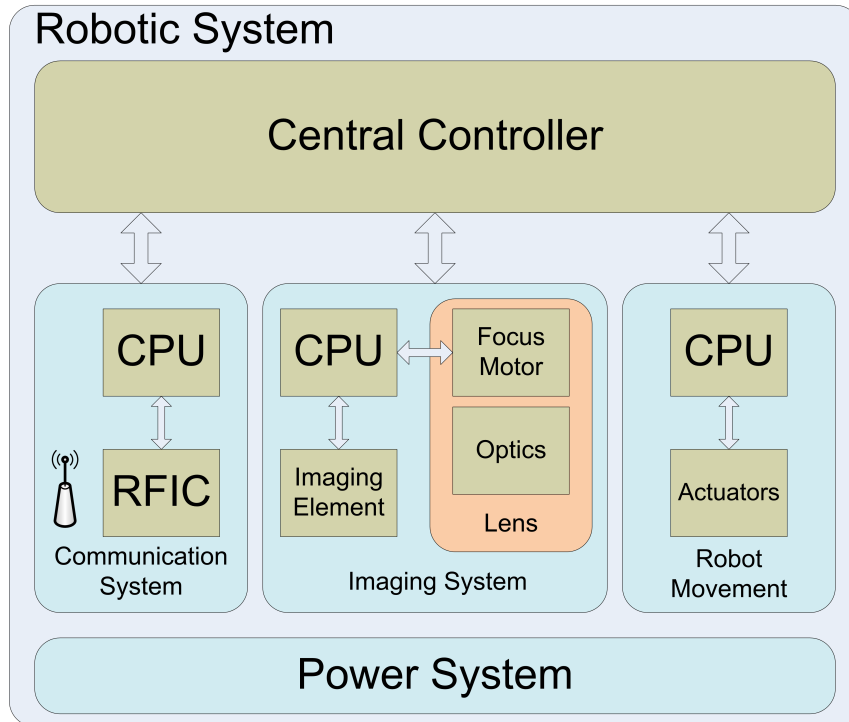 Robotic System
Central Controller
CPU
RFIC
Communication
System
CPU
Imaging
Element
Focus
Motor
Optics
Lens
Imaging System
CPU
Actuators
Robot
Movement
Power System